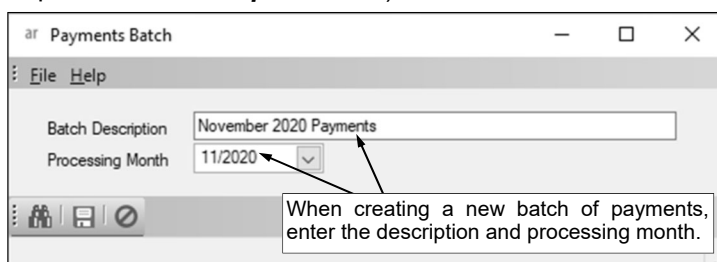 ar Payments Batch
File Help
Batch Description November 2020 Payments
Processing Month 11/2020
When creating a new batch of payments,
enter the description and processing month.